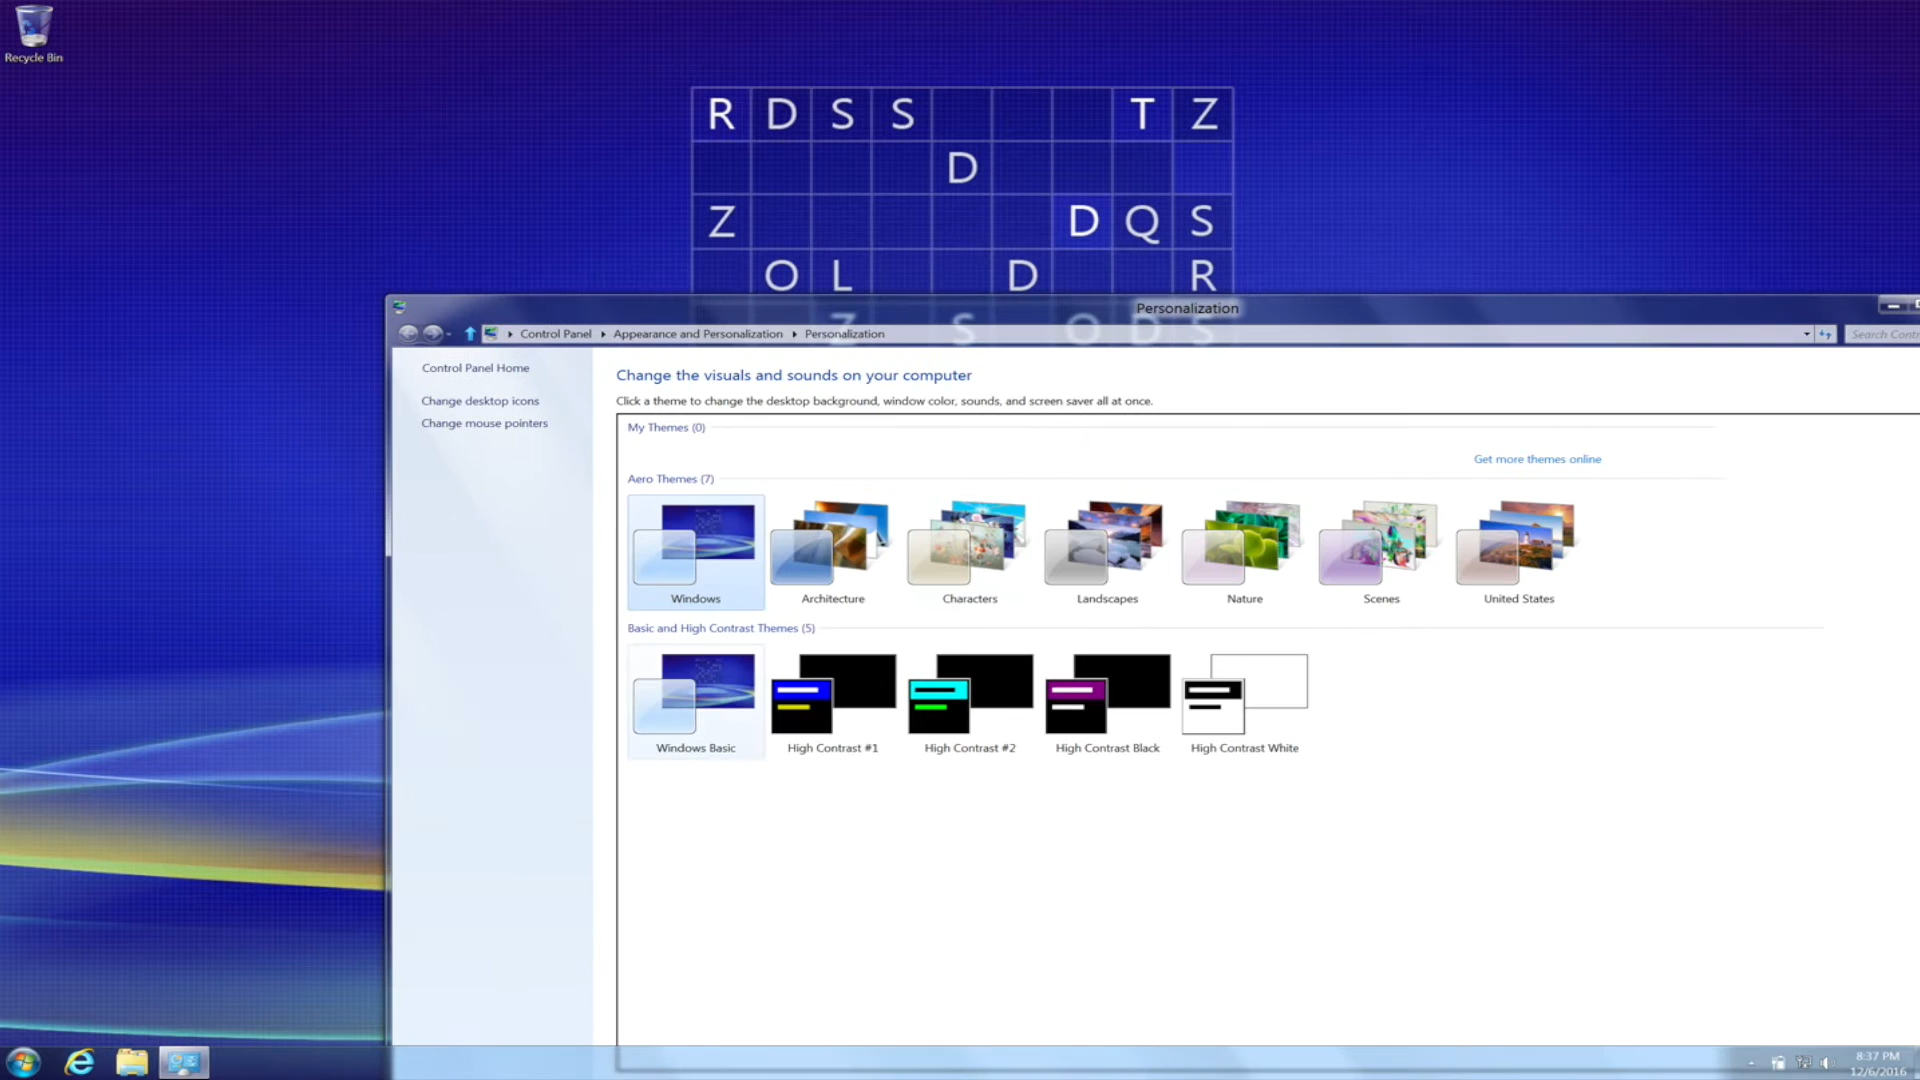 Recycle Bin
R D S S T Z
D
Z D Q S
O L D R
Z S O D S
Personalization
Control Panel Appearance and Personalization Personalization
Search Contr
Control Panel Home
Change desktop icons
Change mouse pointers
Change the visuals and sounds on your computer
Click a theme to change the desktop background, window color, sounds, and screen saver all at once.
My Themes (0)
Get more themes online
Aero Themes (7)
Windows Architecture Characters Landscapes Nature Scenes United States
Basic and High Contrast Themes (5)
Windows Basic High Contrast #1 High Contrast #2 High Contrast Black High Contrast White
8:37 PM
12/6/2016